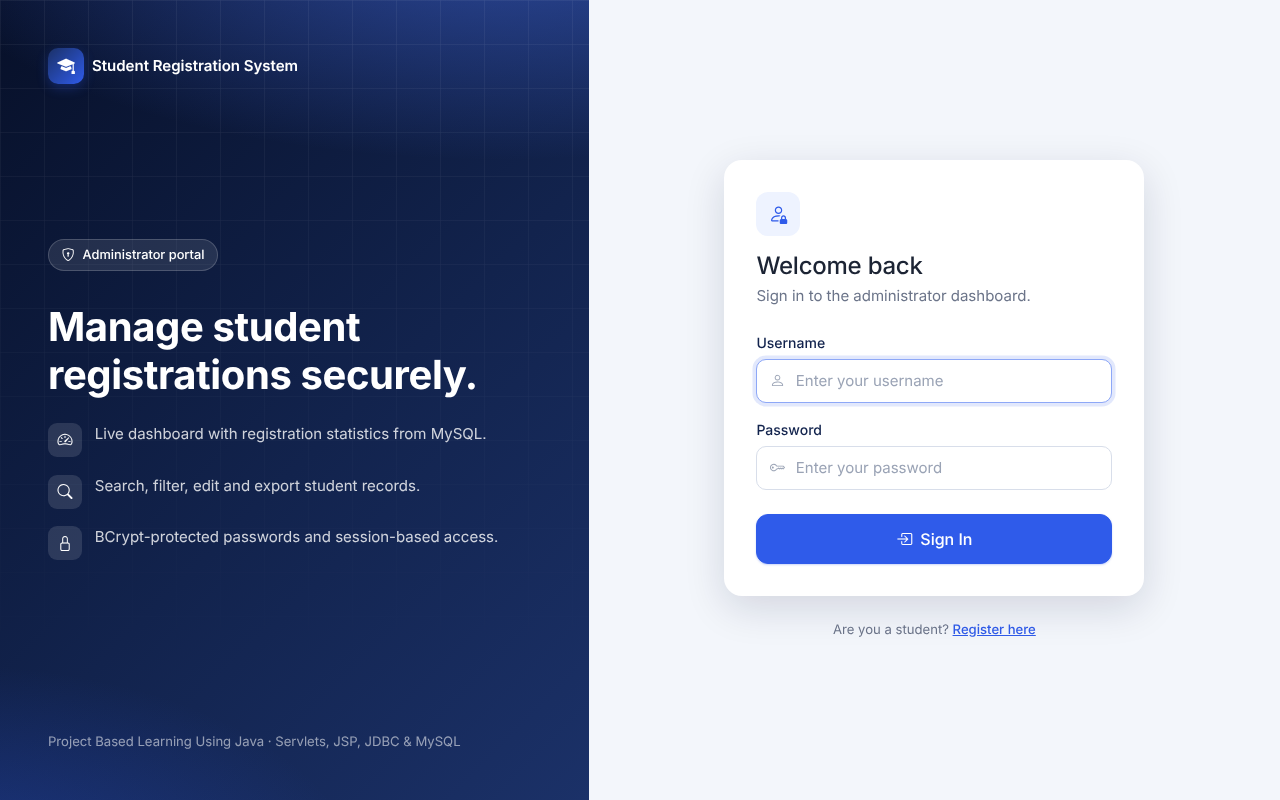 Student Registration System
Administrator portal
Manage student
registrations securely.
Live dashboard with registration statistics from MySQL.
Search, filter, edit and export student records.
BCrypt-protected passwords and session-based access.
Project Based Learning Using Java · Servlets, JSP, JDBC & MySQL
Welcome back
Sign in to the administrator dashboard.
Username
Enter your username
Password
Enter your password
Sign In
Are you a student? Register here